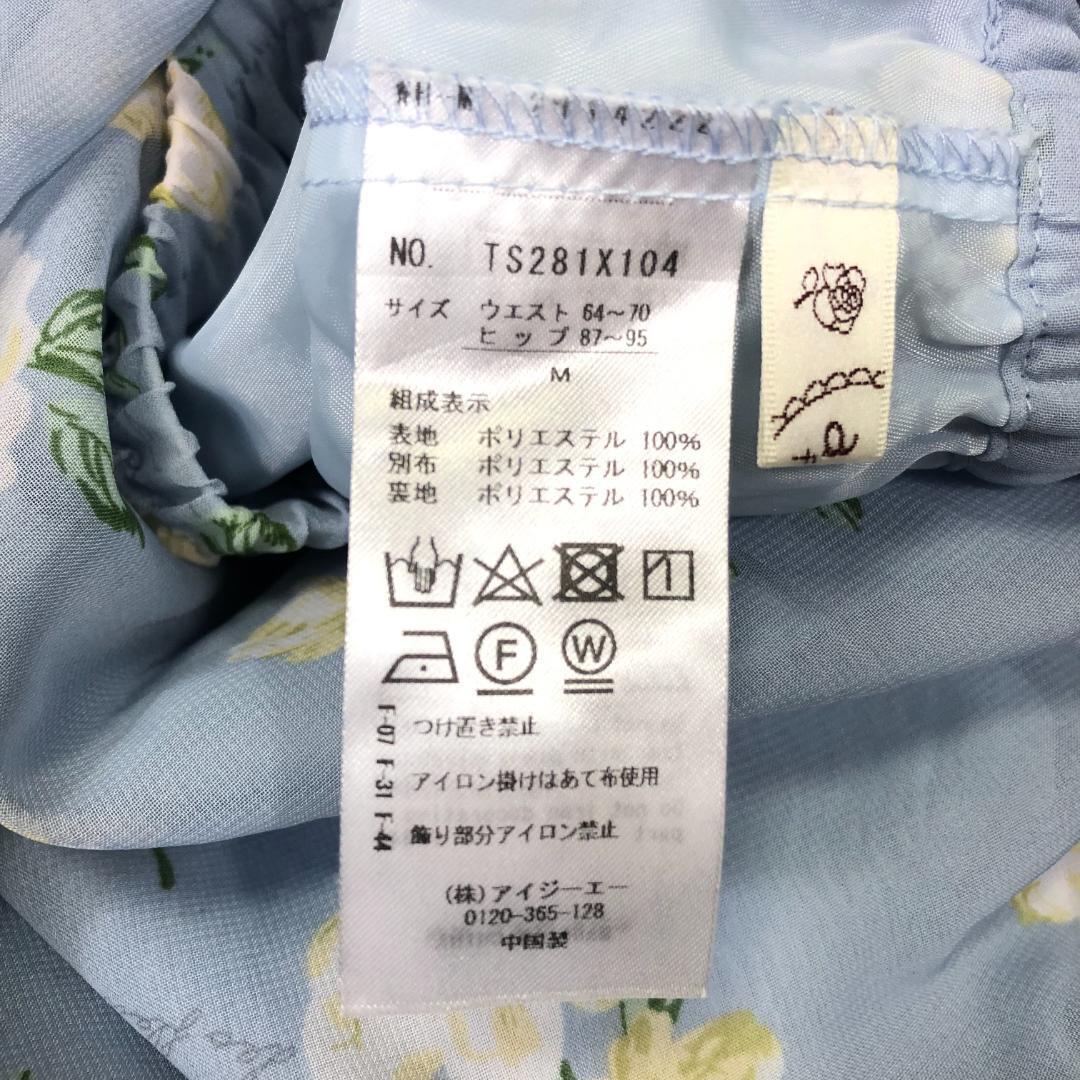 NO. TS281X104
サイズ ウエスト 64～70
ヒップ 87～95
M
組成表示
表地 ポリエステル 100%
別布 ポリエステル 100%
裏地 ポリエステル 100%
F
W
F-07 F-31 F-44
つけ置き禁止
アイロン掛けはあて布使用
飾り部分アイロン禁止
(株)アイジーエー
0120-365-128
中国製